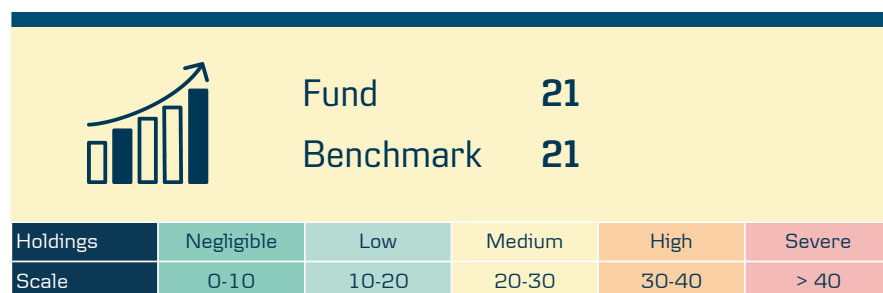 Fund 21
Benchmark 21
Holdings Negligible Low Medium High Severe
Scale 0-10 10-20 20-30 30-40 > 40